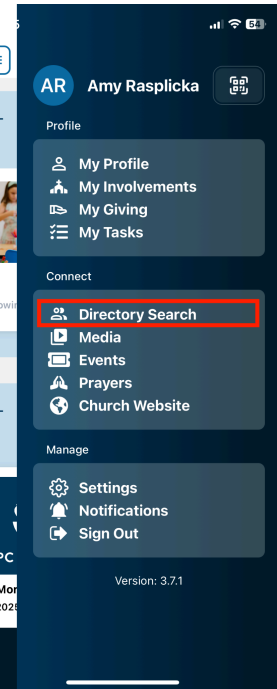 54
AR Amy Rasplicka
Profile
My Profile
My Involvements
My Giving
My Tasks
Connect
Directory Search
Media
Events
Prayers
Church Website
Manage
Settings
Notifications
Sign Out
Version: 3.7.1